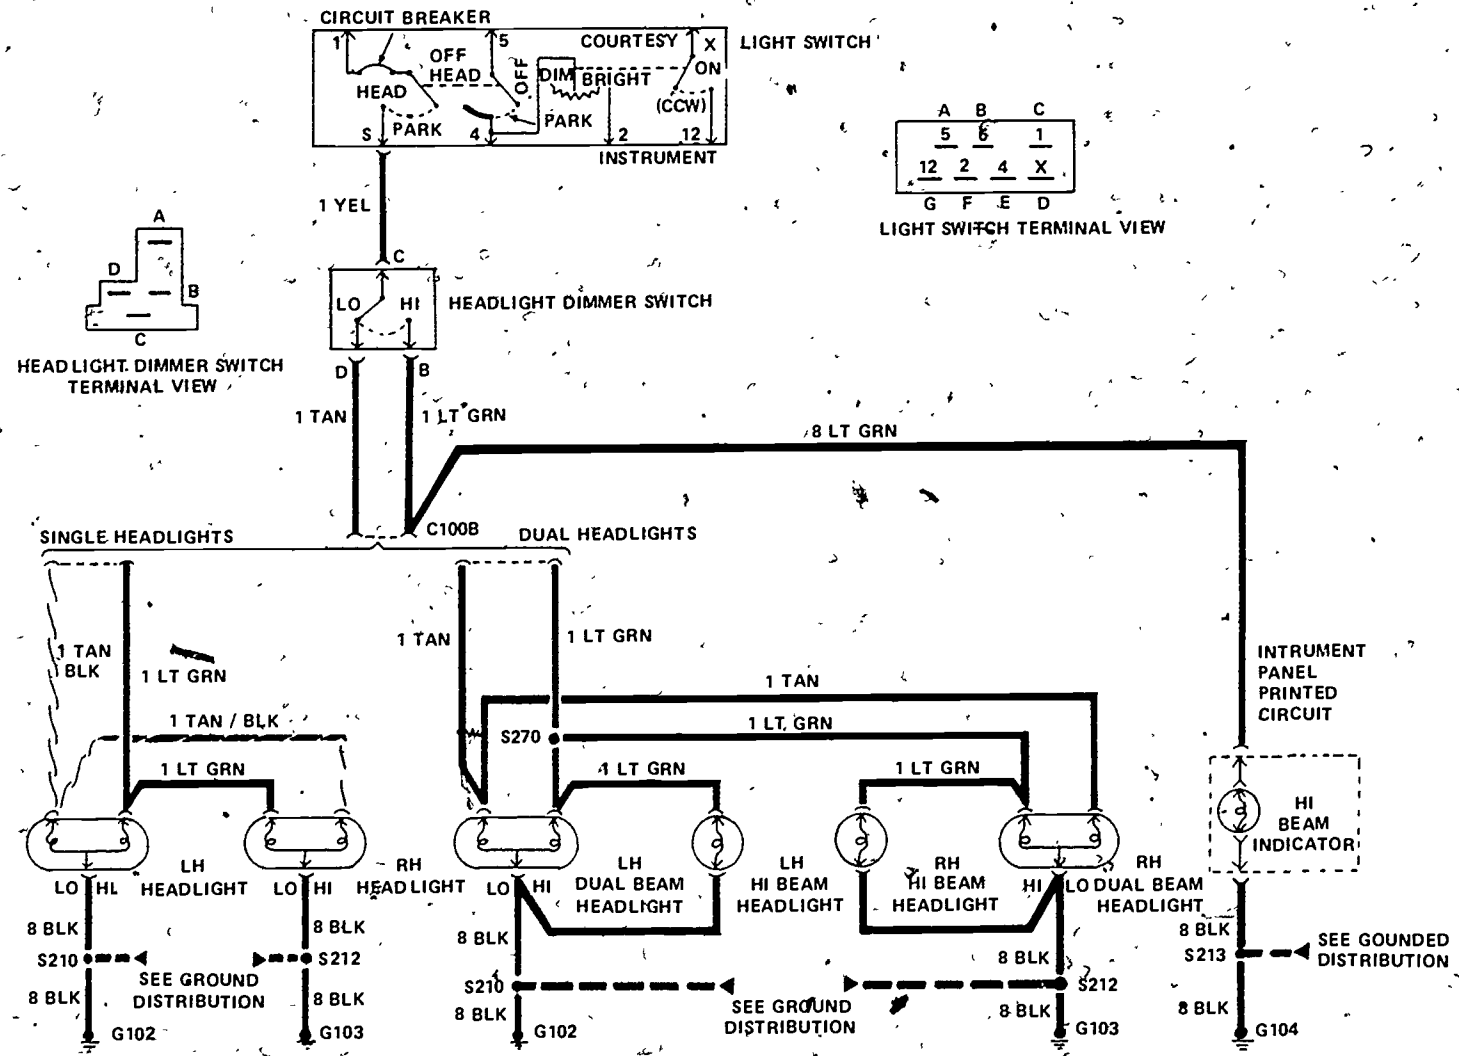 CIRCUIT BREAKER
1
5
COURTESY
X
LIGHT SWITCH
OFF
HEAD
OFF
DIM
BRIGHT
ON
HEAD
(CCW)
PARK
PARK
S
4
2
12
INSTRUMENT
A B C
5 6 1
12 2 4 X
G F E D
LIGHT SWITCH TERMINAL VIEW
1 YEL
A
D
B
C
HEADLIGHT DIMMER SWITCH
TERMINAL VIEW
C
LO HI
HEADLIGHT DIMMER SWITCH
D B
1 TAN
1 LT GRN
8 LT GRN
C100B
SINGLE HEADLIGHTS
DUAL HEADLIGHTS
1 TAN
BLK
1 LT GRN
1 TAN
1 LT GRN
INTRUMENT
PANEL
PRINTED
CIRCUIT
1 TAN
1 TAN / BLK
S270
1 LT, GRN
1 LT GRN
1 LT GRN
1 LT GRN
HI
BEAM
INDICATOR
LO HL
LH
HEADLIGHT
LO HI
RH
HEADLIGHT
LO HI
LH
DUAL BEAM
HEADLIGHT
LH
HI BEAM
HEADLIGHT
RH
HI BEAM
HEADLIGHT
HI LO
RH
DUAL BEAM
HEADLIGHT
8 BLK
8 BLK
8 BLK
8 BLK
8 BLK
S210
S212
SEE GROUND
DISTRIBUTION
S210
S212
SEE GROUND
DISTRIBUTION
S213
SEE GOUNDED
DISTRIBUTION
8 BLK
8 BLK
8 BLK
8 BLK
8 BLK
G102
G103
G102
G103
G104